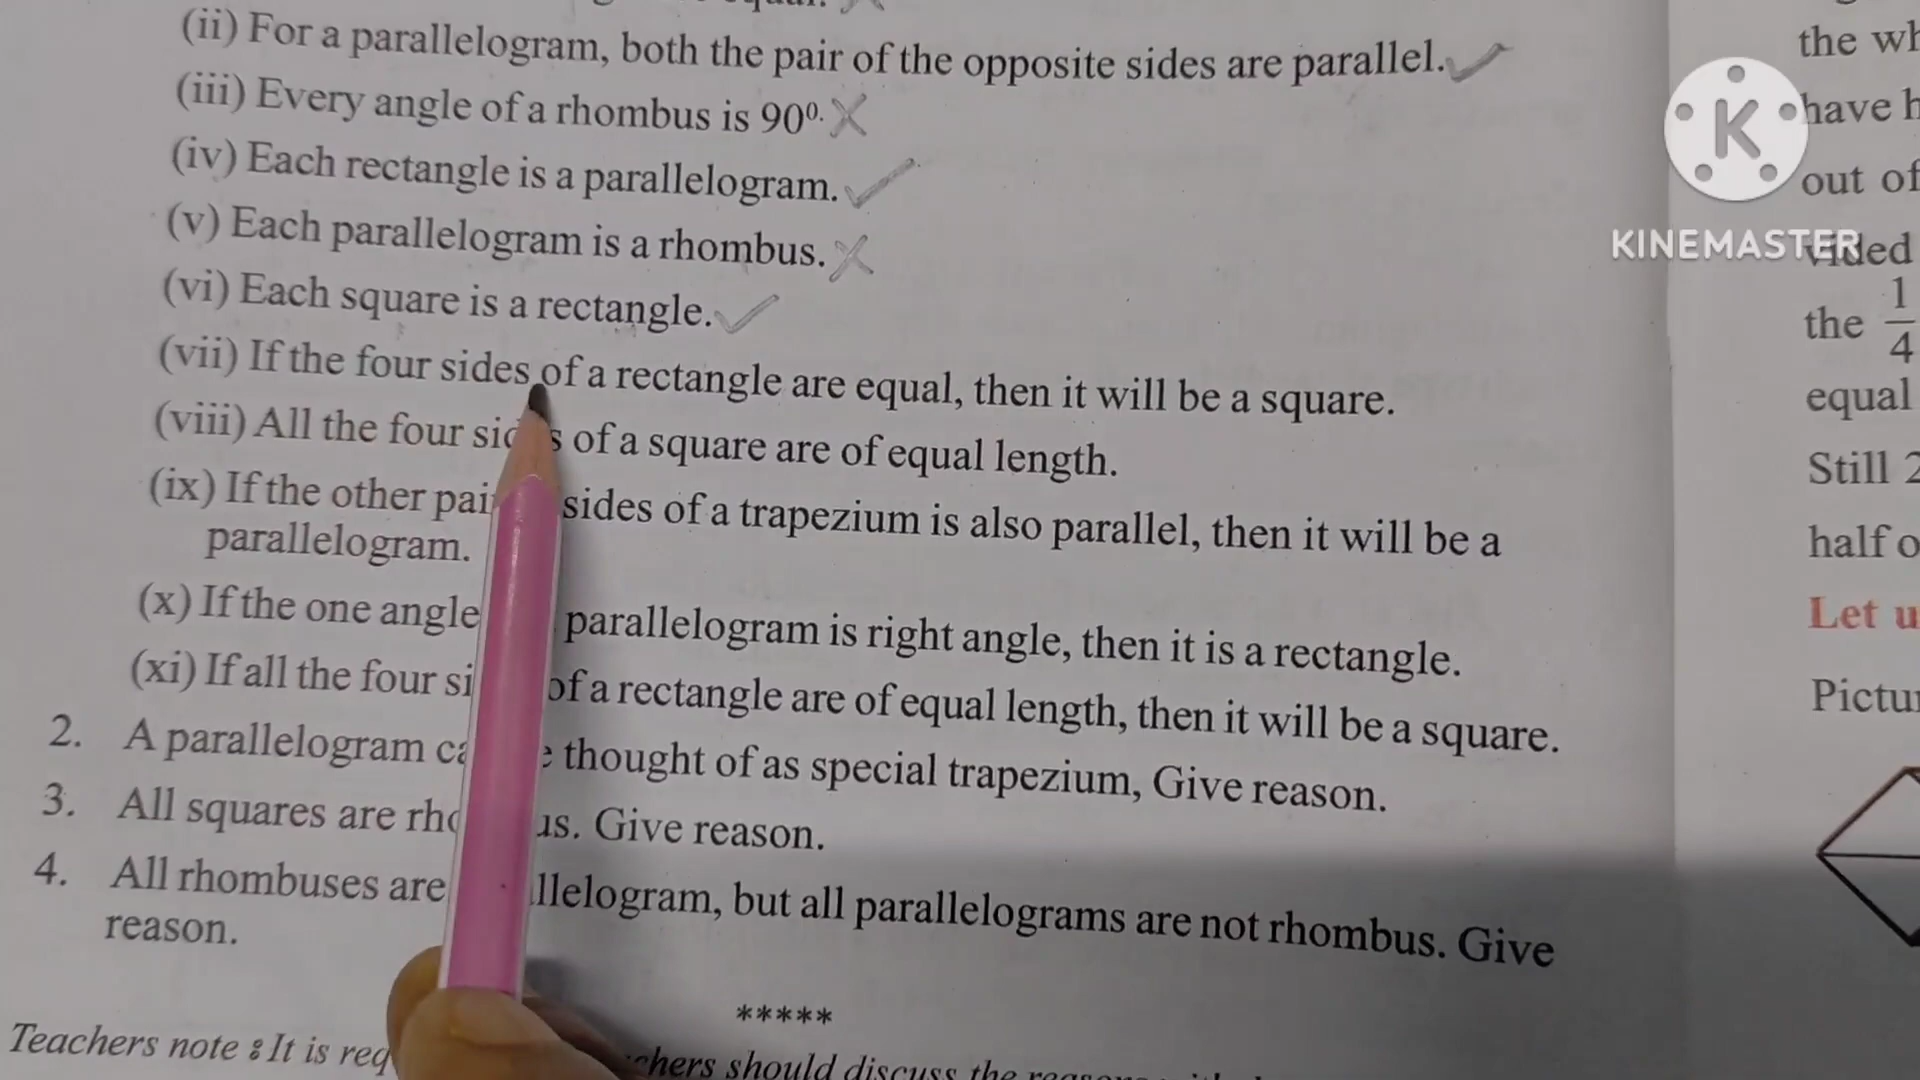 (ii) For a parallelogram, both the pair of the opposite sides are parallel.
(iii) Every angle of a rhombus is 90⁰.
(iv) Each rectangle is a parallelogram.
(v) Each parallelogram is a rhombus.
(vi) Each square is a rectangle.
(vii) If the four sides of a rectangle are equal, then it will be a square.
(viii) All the four sides of a square are of equal length.
(ix) If the other pai sides of a trapezium is also parallel, then it will be a
parallelogram.
(x) If the one angle parallelogram is right angle, then it is a rectangle.
(xi) If all the four si of a rectangle are of equal length, then it will be a square.
2. A parallelogram ca thought of as special trapezium, Give reason.
3. All squares are rho us. Give reason.
4. All rhombuses are llelogram, but all parallelograms are not rhombus. Give
reason.
*****
Teachers note : It is req chers should discuss the
the wh
have h
out of
vided
the 1/4
equal
Still 2
half o
Let u
Pictu
K
KINEMASTER